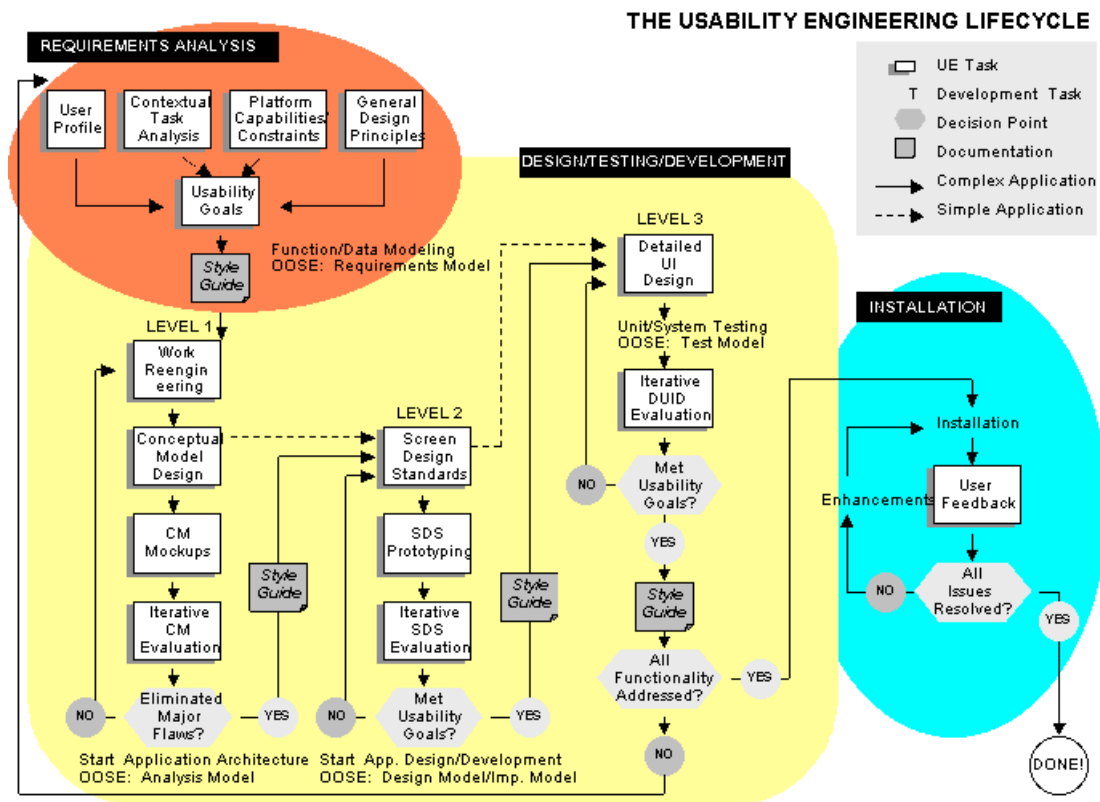 THE USABILITY ENGINEERING LIFECYCLE
REQUIREMENTS ANALYSIS
UE Task
T Development Task
Decision Point
Documentation
Complex Application
Simple Application
User
Profile
Contextual
Task
Analysis
Platform
Capabilities/
Constraints
General
Design
Principles
Usability
Goals
Style
Guide
Function/Data Modeling
OOSE: Requirements Model
DESIGN/TESTING/DEVELOPMENT
LEVEL 1
Work
Reengin
eering
Conceptual
Model
Design
CM
Mockups
Iterative
CM
Evaluation
Eliminated
Major
Flaws?
NO
YES
Style
Guide
Start Application Architecture
OOSE: Analysis Model
LEVEL 2
Screen
Design
Standards
SDS
Prototyping
Iterative
SDS
Evaluation
Met
Usability
Goals?
NO
YES
Style
Guide
Start App. Design/Development
OOSE: Design Model/Imp. Model
LEVEL 3
Detailed
UI
Design
Unit/System Testing
OOSE: Test Model
Iterative
DUID
Evaluation
Met
Usability
Goals?
NO
YES
Style
Guide
All
Functionality
Addressed?
YES
NO
INSTALLATION
Installation
User
Feedback
Enhancements
All
Issues
Resolved?
NO
YES
DONE!